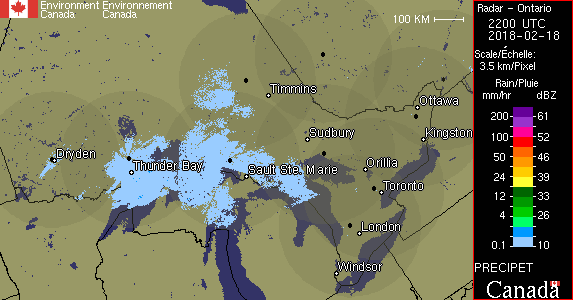 Environment Environnement
Canada Canada
100 KM
Timmins
Ottawa
Sudbury
Kingston
Dryden
Thunder Bay
Sault Ste. Marie
Orillia
Toronto
London
Windsor
Radar - Ontario
2200 UTC
2018-02-18
Scale/Échelle:
3.5 km/Pixel
Rain/Pluie
mm/hr dBZ
200 61
100 52
50 46
24 39
12 33
4 26
0.1 10
PRECIPET
Canada